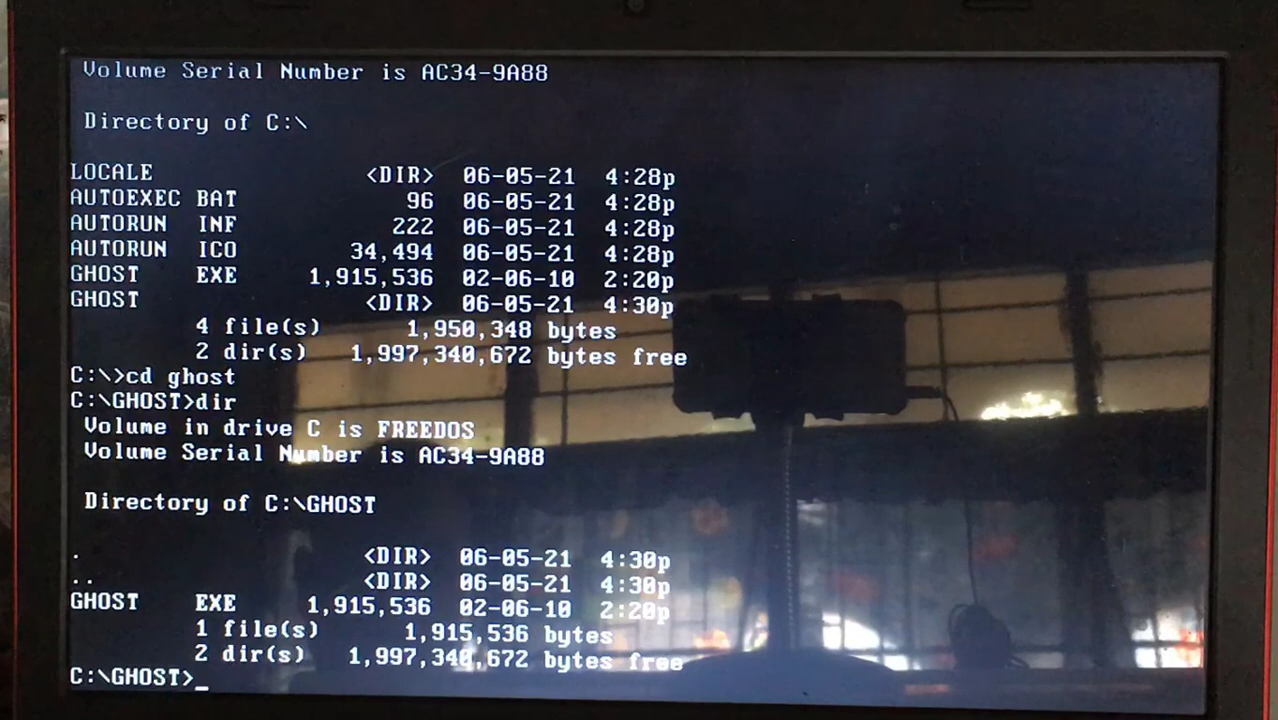 Volume Serial Number is AC34-9A88
Directory of C:\
LOCALE <DIR> 06-05-21 4:28p
AUTOEXEC BAT 96 06-05-21 4:28p
AUTORUN INF 222 06-05-21 4:28p
AUTORUN ICO 34,494 06-05-21 4:28p
GHOST EXE 1,915,536 02-06-10 2:20p
GHOST <DIR> 06-05-21 4:30p
4 file(s) 1,950,348 bytes
2 dir(s) 1,997,340,672 bytes free
C:\>cd ghost
C:\GHOST>dir
Volume in drive C is FREEDOS
Volume Serial Number is AC34-9A88
Directory of C:\GHOST
. <DIR> 06-05-21 4:30p
.. <DIR> 06-05-21 4:30p
GHOST EXE 1,915,536 02-06-10 2:20p
1 file(s) 1,915,536 bytes
2 dir(s) 1,997,340,672 bytes free
C:\GHOST>_